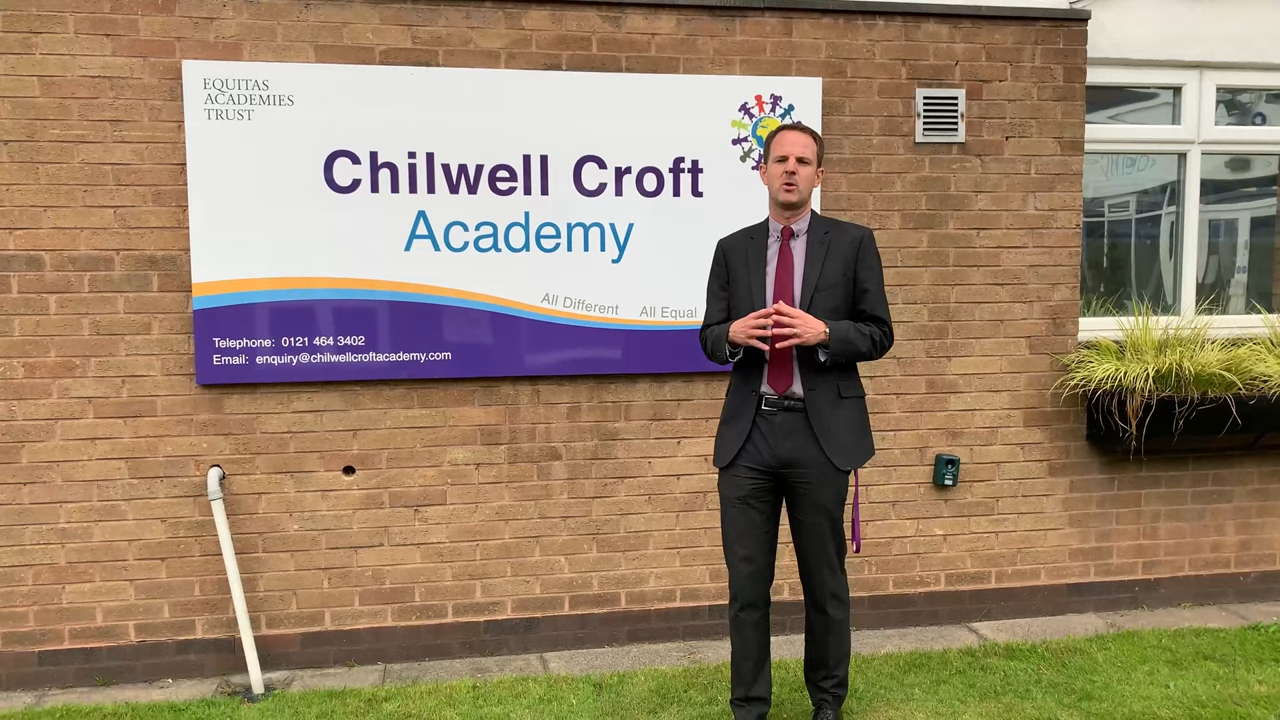 EQUITAS
ACADEMIES
TRUST
Chilwell Croft
Academy
All Different All Equal
Telephone: 0121 464 3402
Email: enquiry@chilwellcroftacademy.com